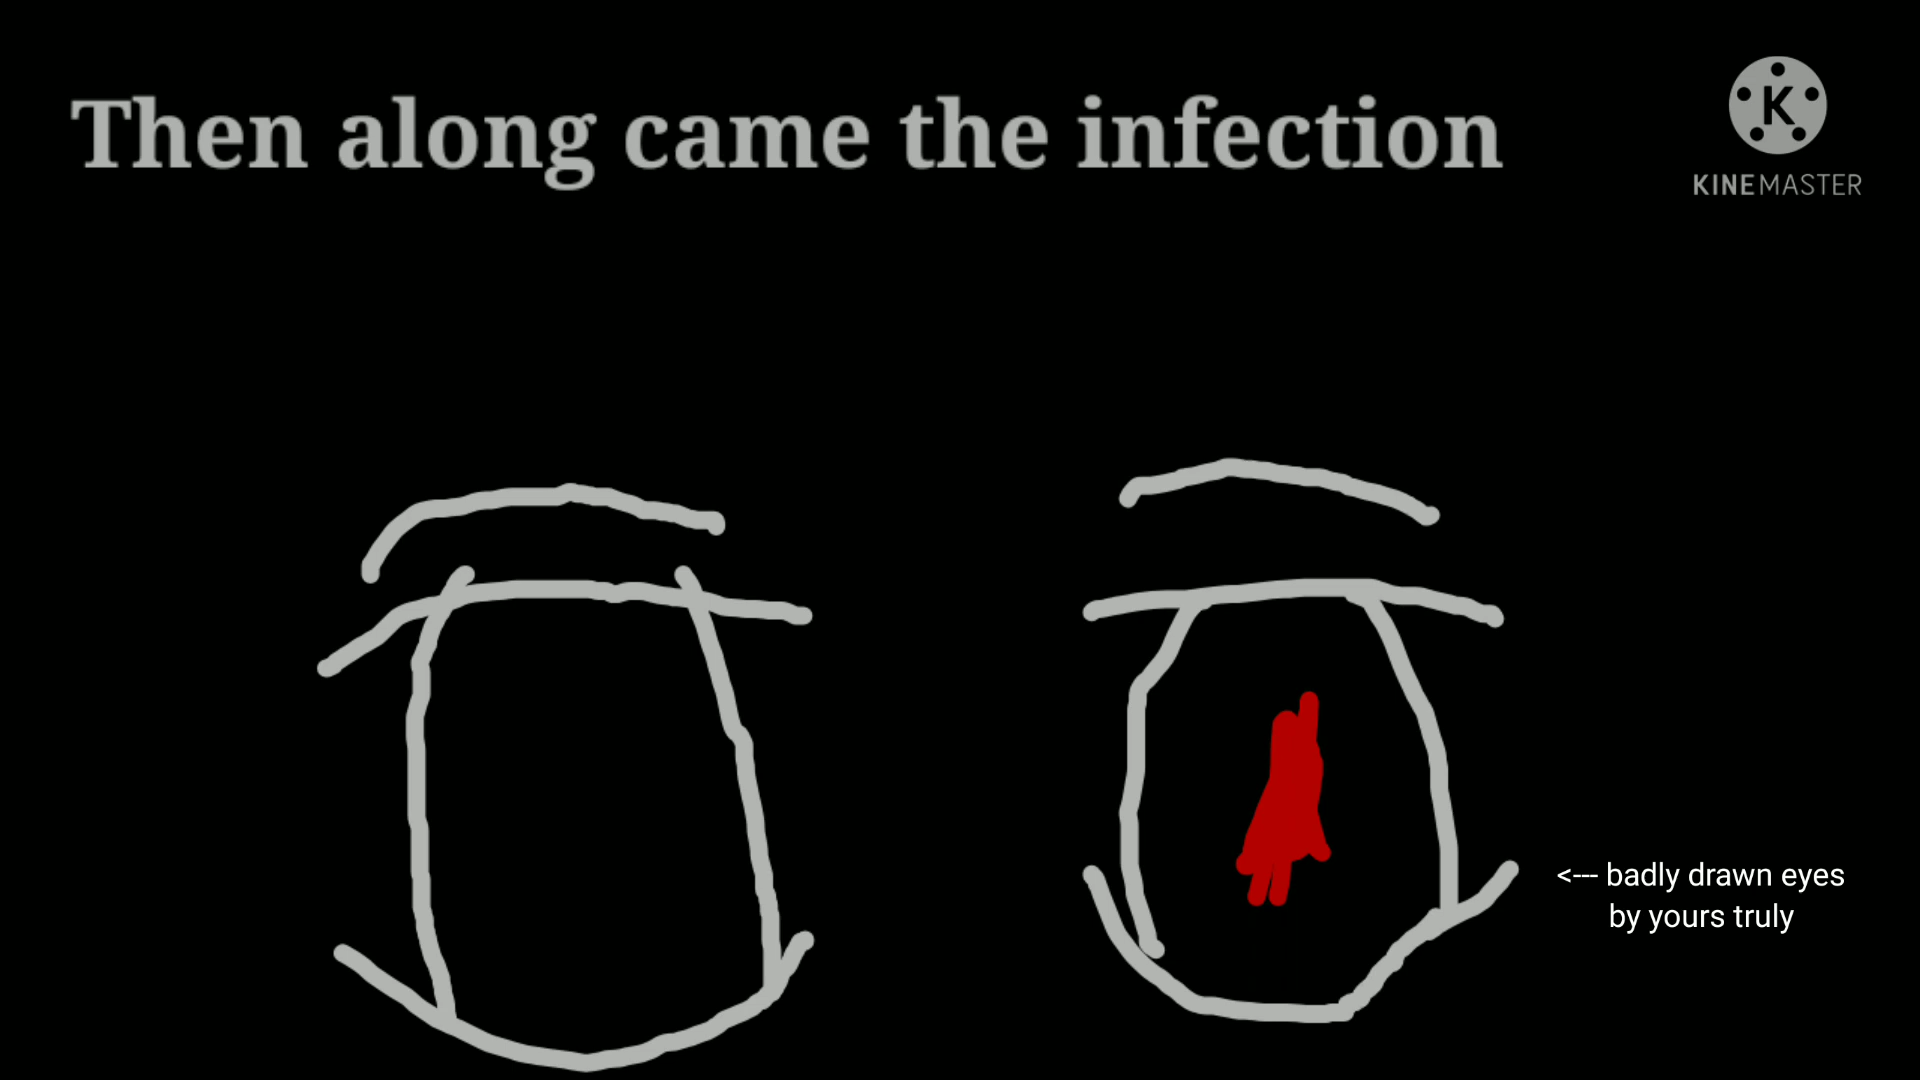 Then along came the infection
K
KINEMASTER
<--- badly drawn eyes
by yours truly